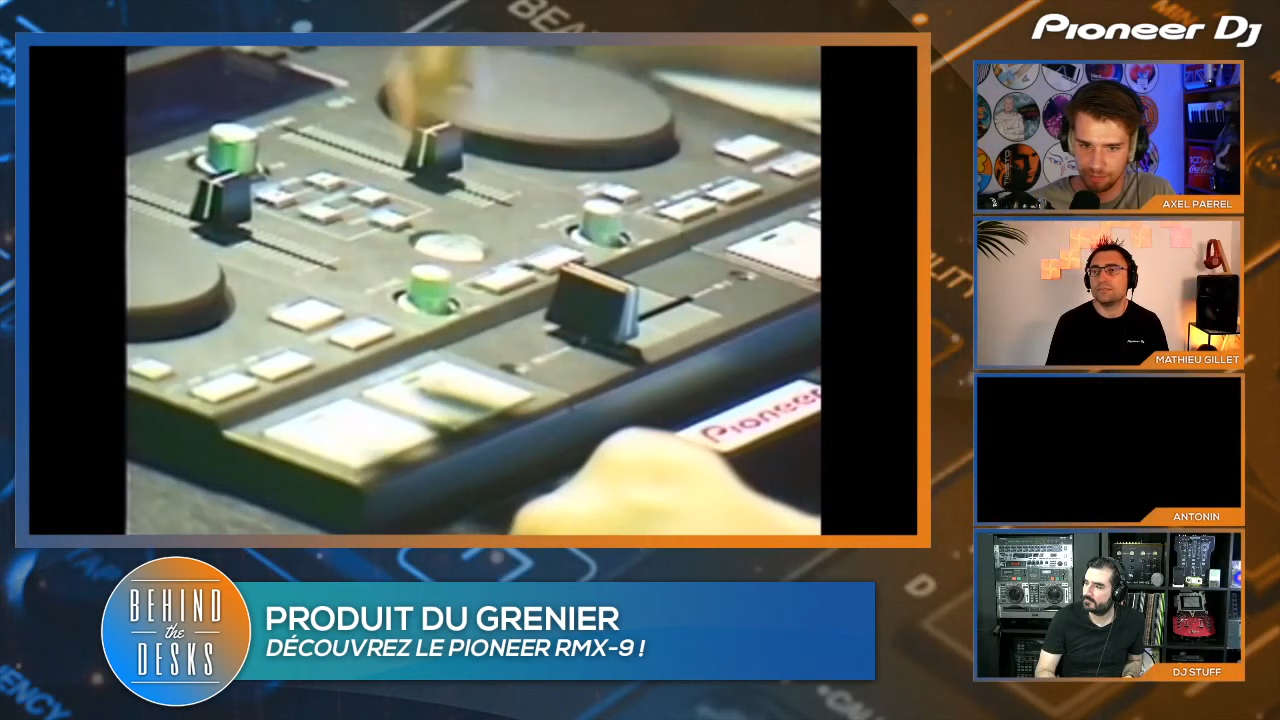 Pioneer Dj
AXEL PAEREL
MATHIEU GILLET
ANTONIN
DJ STUFF
Pioneer
BEHIND
the
DESKS
PRODUIT DU GRENIER
DÉCOUVREZ LE PIONEER RMX-9 !